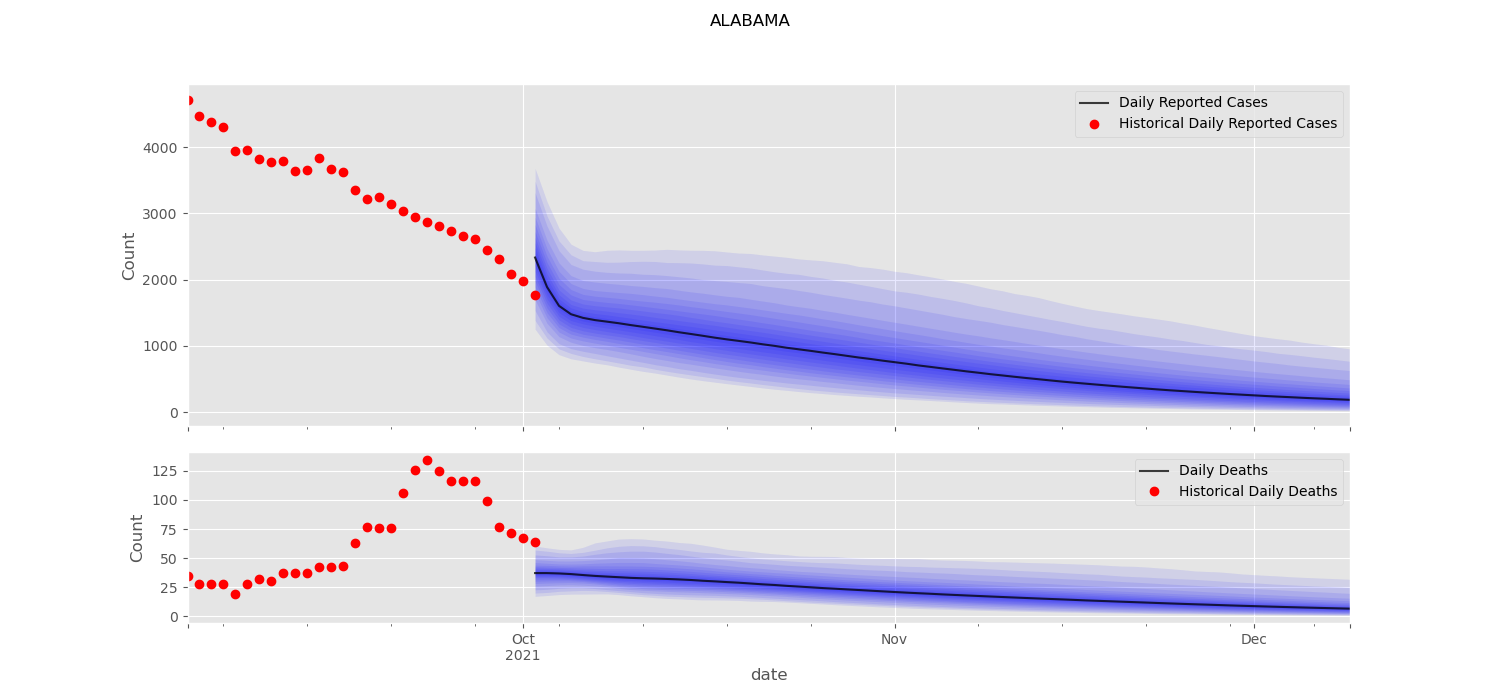 ALABAMA
Daily Reported Cases
Historical Daily Reported Cases
Count
4000
3000
2000
1000
0
Daily Deaths
Historical Daily Deaths
Count
125
100
75
50
25
0
Oct
2021
Nov
Dec
date